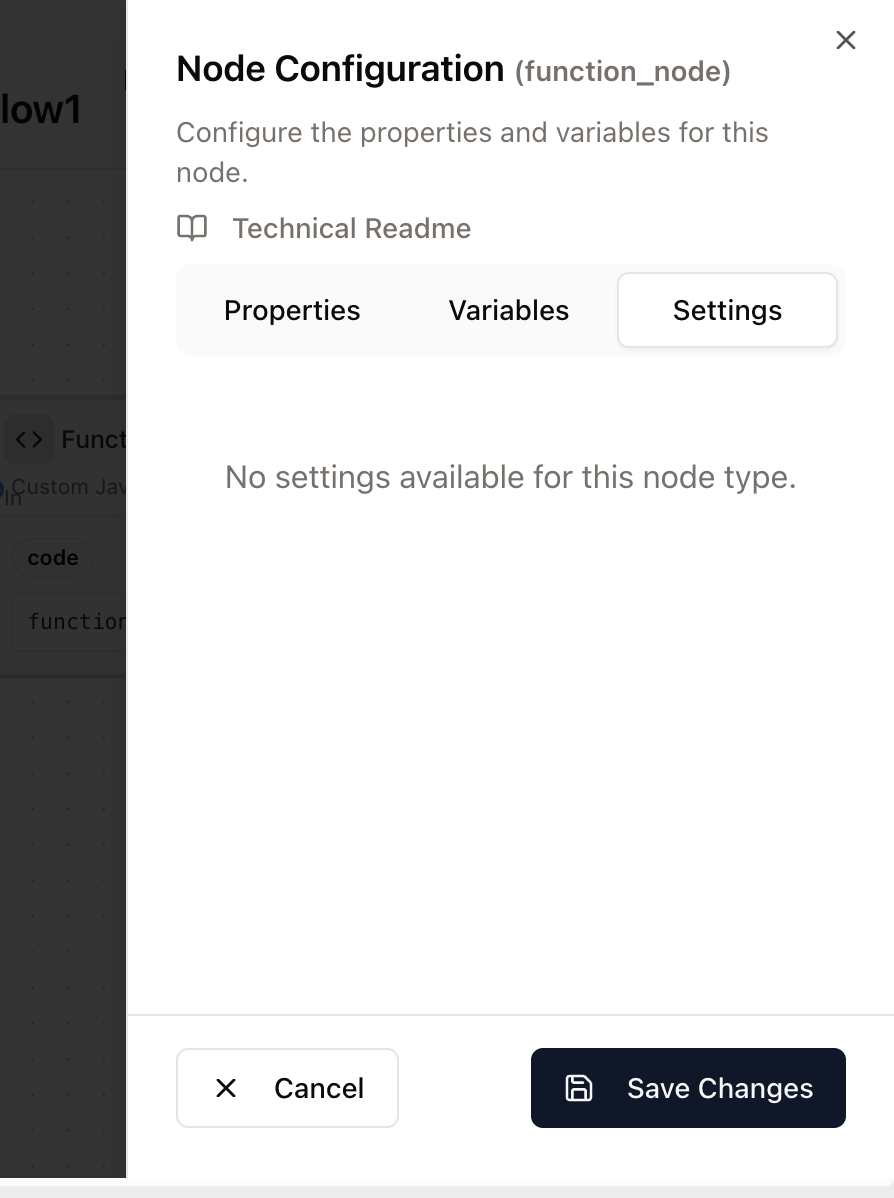 Node Configuration (function_node)
Configure the properties and variables for this
node.
Technical Readme
Properties Variables Settings
No settings available for this node type.
Cancel Save Changes
low1
Funct
Custom Jav
In
code
function